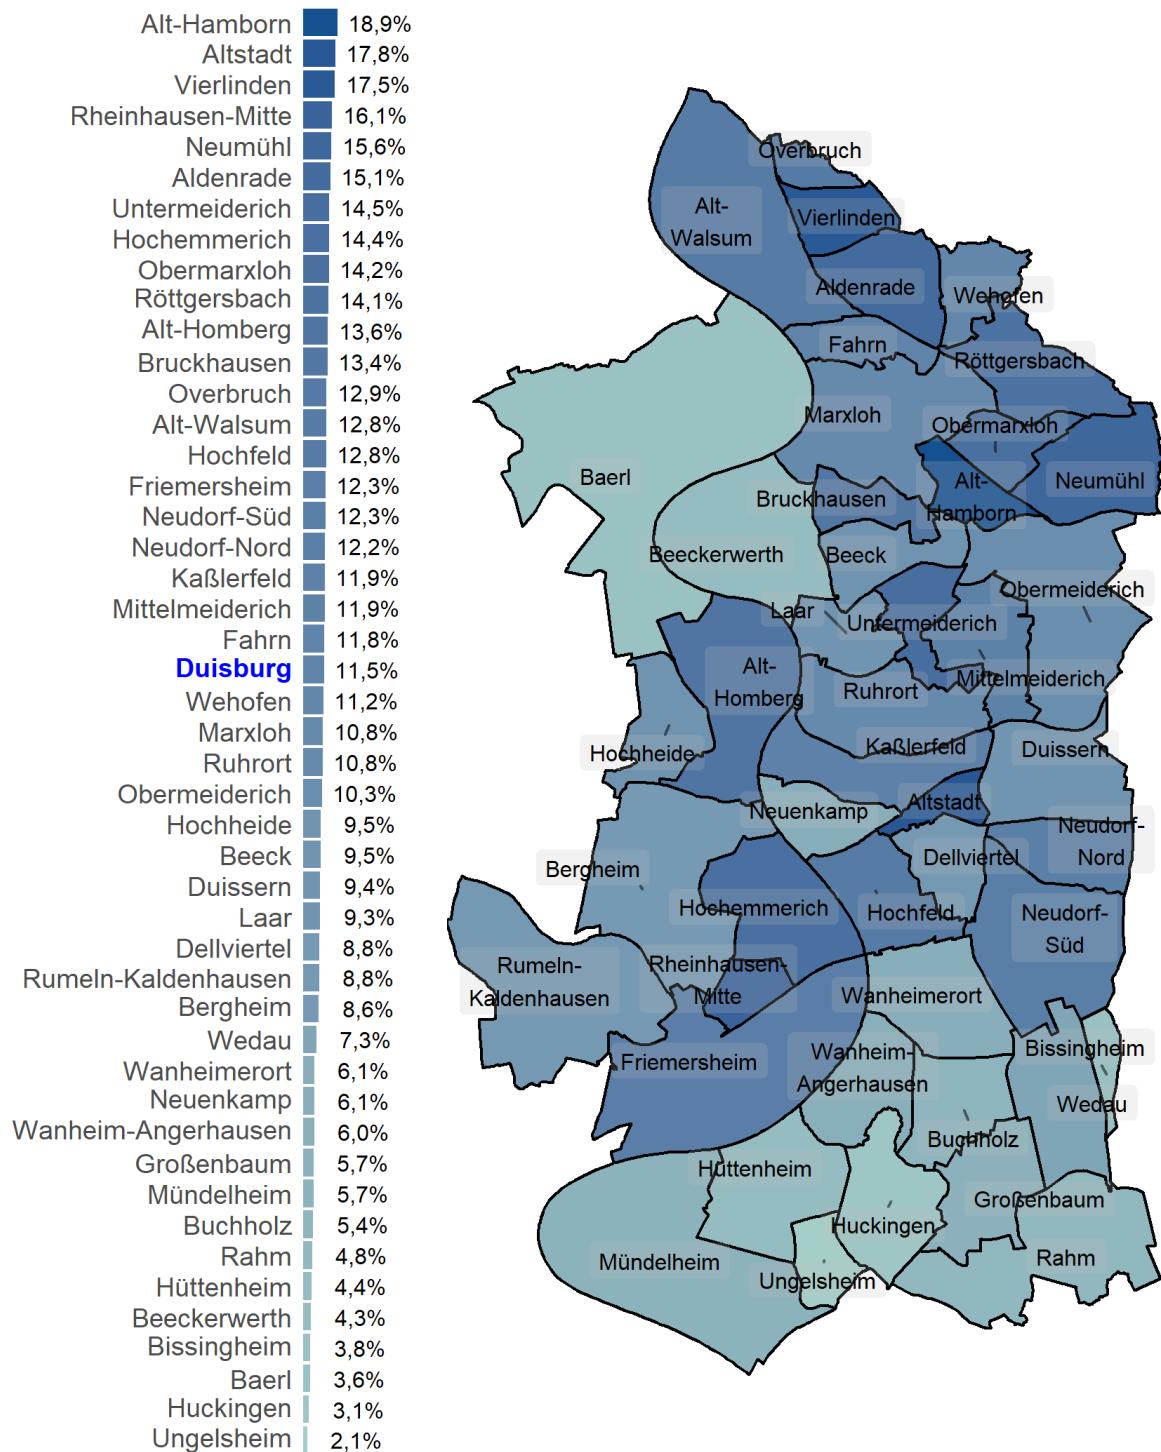 Alt-Hamborn 18,9%
Altstadt 17,8%
Vierlinden 17,5%
Rheinhausen-Mitte 16,1%
Neumühl 15,6%
Aldenrade 15,1%
Untermeiderich 14,5%
Hochemmerich 14,4%
Obermarxloh 14,2%
Röttgersbach 14,1%
Alt-Homberg 13,6%
Bruckhausen 13,4%
Overbruch 12,9%
Alt-Walsum 12,8%
Hochfeld 12,8%
Friemersheim 12,3%
Neudorf-Süd 12,3%
Neudorf-Nord 12,2%
Kaßlerfeld 11,9%
Mittelmeiderich 11,9%
Fahrn 11,8%
Duisburg 11,5%
Wehofen 11,2%
Marxloh 10,8%
Ruhrort 10,8%
Obermeiderich 10,3%
Hochheide 9,5%
Beeck 9,5%
Duissern 9,4%
Laar 9,3%
Dellviertel 8,8%
Rumeln-Kaldenhausen 8,8%
Bergheim 8,6%
Wedau 7,3%
Wanheimerort 6,1%
Neuenkamp 6,1%
Wanheim-Angerhausen 6,0%
Großenbaum 5,7%
Mündelheim 5,7%
Buchholz 5,4%
Rahm 4,8%
Hüttenheim 4,4%
Beeckerwerth 4,3%
Bissingheim 3,8%
Baerl 3,6%
Huckingen 3,1%
Ungelsheim 2,1%
Overbruch
Alt-
Walsum
Vierlinden
Aldenrade
Wehofen
Fahrn
Röttgersbach
Marxloh
Obermarxloh
Baerl
Bruckhausen
Alt-
Hamborn
Neumühl
Beeckerwerth
Beeck
Obermeiderich
Laar
Untermeiderich
Alt-
Homberg
Ruhrort
Mittelmeiderich
Hochheide
Kaßlerfeld
Duissern
Neuenkamp
Altstadt
Neudorf-
Nord
Bergheim
Dellviertel
Hochemmerich
Hochfeld
Neudorf-
Süd
Rumeln-
Kaldenhausen
Rheinhausen-
Mitte
Wanheimerort
Friemersheim
Wanheim-
Angerhausen
Bissingheim
Wedau
Buchholz
Hüttenheim
Großenbaum
Huckingen
Mündelheim
Ungelsheim
Rahm